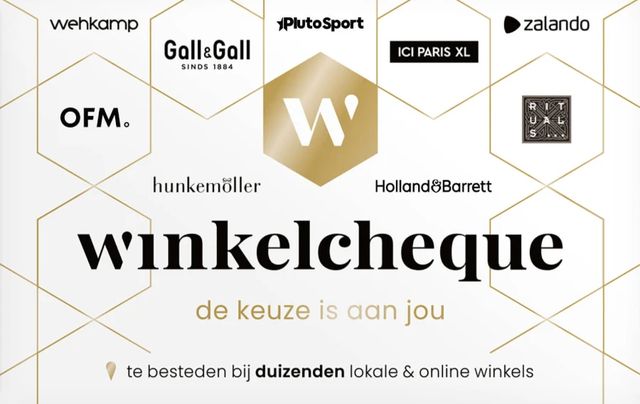 wehkamp
PlutoSport
zalando
Gall&Gall
SINDS 1884
ICI PARIS XL
W
OFM.
RITUALS...
hunkemöller
Holland&Barrett
winkelcheque
de keuze is aan jou
te besteden bij duizenden lokale & online winkels